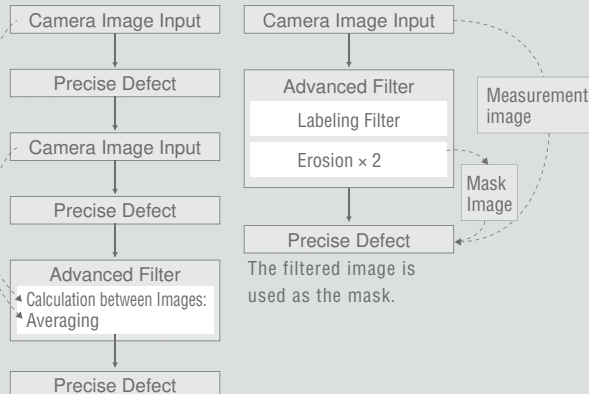 Camera Image Input
Precise Defect
Camera Image Input
Precise Defect
Advanced Filter
Calculation between Images:
Averaging
Precise Defect
Camera Image Input
Advanced Filter
Labeling Filter
Erosion × 2
Measurement
image
Mask
Image
Precise Defect
The filtered image is
used as the mask.